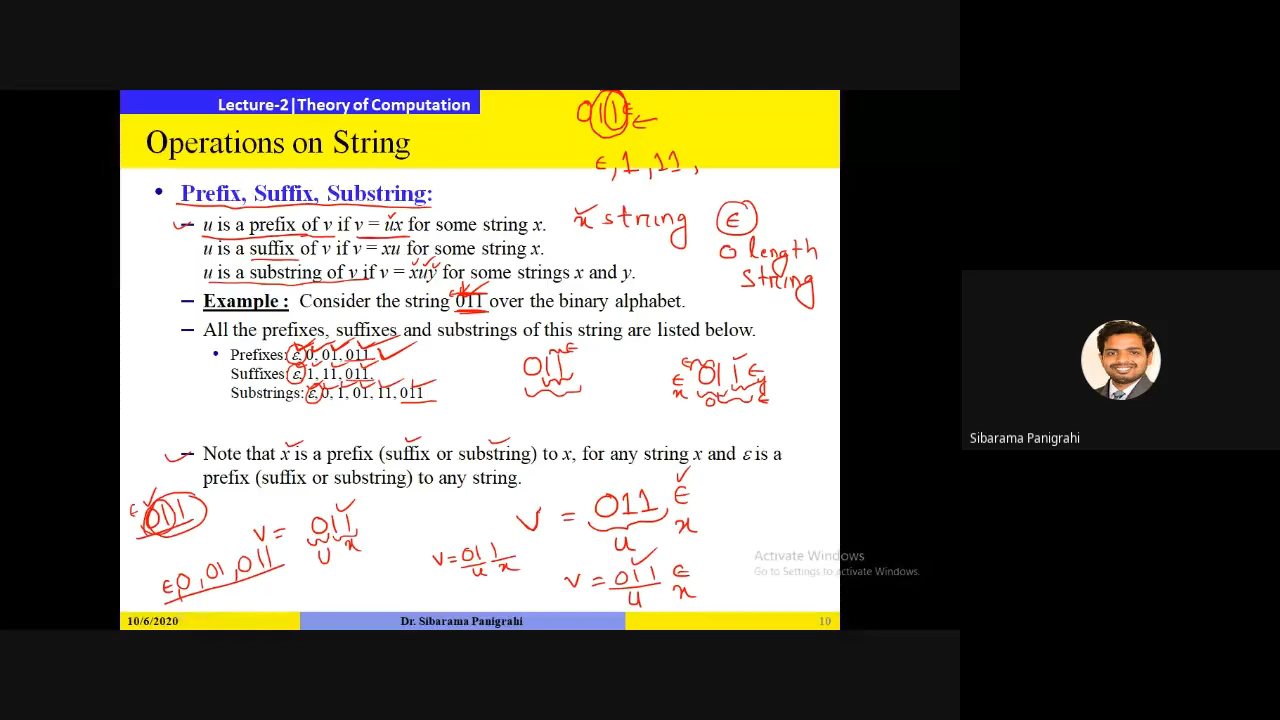 Lecture-2|Theory of Computation
011ϵ
Operations on String
ϵ, 1, 11,
• Prefix, Suffix, Substring:
– u is a prefix of v if v = ux for some string x.
x string
ϵ
0 length
string
u is a suffix of v if v = xu for some string x.
u is a substring of v if v = xuy for some strings x and y.
– Example : Consider the string 011 over the binary alphabet.
– All the prefixes, suffixes and substrings of this string are listed below.
• Prefixes: ε, 0, 01, 011
Suffixes: ε, 1, 11, 011
Substrings: ε, 0, 1, 01, 11, 011
011
ϵ 011 ϵ
x
– Note that x is a prefix (suffix or substring) to x, for any string x and ε is a
prefix (suffix or substring) to any string.
ϵ 011
ϵ 0, 01, 011
v = 011
u x
v = 01 1
u x
v = 011 ϵ
u x
v = 011 ϵ
u x
Activate Windows
Go to Settings to activate Windows.
Sibarama Panigrahi
10/6/2020
Dr. Sibarama Panigrahi
10